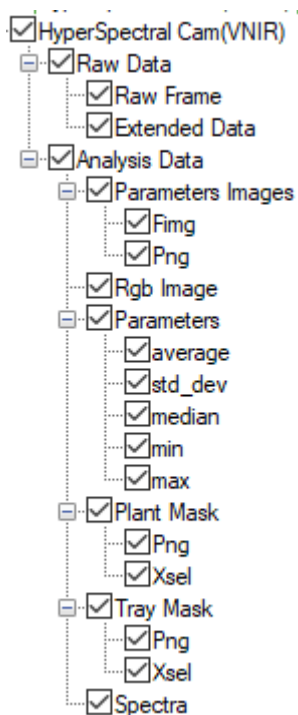 HyperSpectral Cam(VNIR)
Raw Data
Raw Frame
Extended Data
Analysis Data
Parameters Images
Fimg
Png
Rgb Image
Parameters
average
std_dev
median
min
max
Plant Mask
Png
Xsel
Tray Mask
Png
Xsel
Spectra